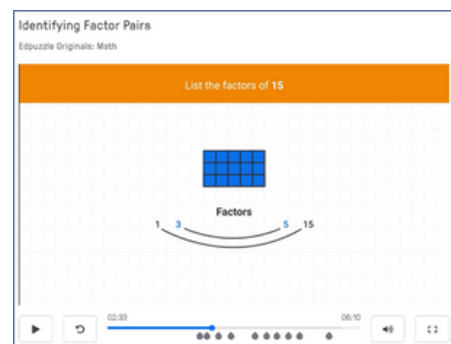 Identifying Factor Pairs
Edpuzzle Originals: Math
List the factors of 15
Factors
1 3 5 15
02:33 06:10